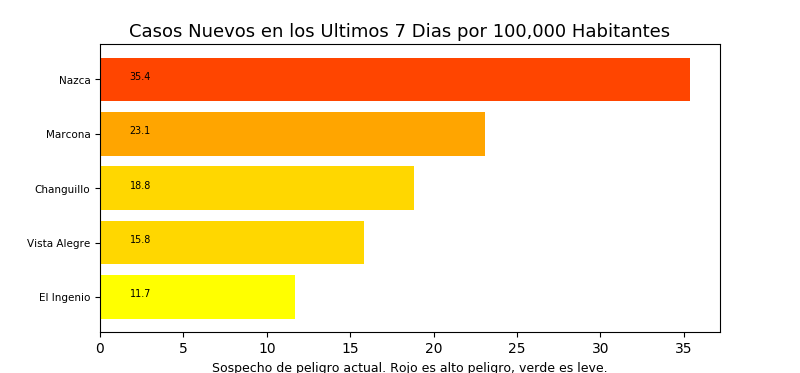 Casos Nuevos en los Ultimos 7 Dias por 100,000 Habitantes
Nazca 35.4
Marcona 23.1
Changuillo 18.8
Vista Alegre 15.8
El Ingenio 11.7
0 5 10 15 20 25 30 35
Sospecho de peligro actual. Rojo es alto peligro, verde es leve.